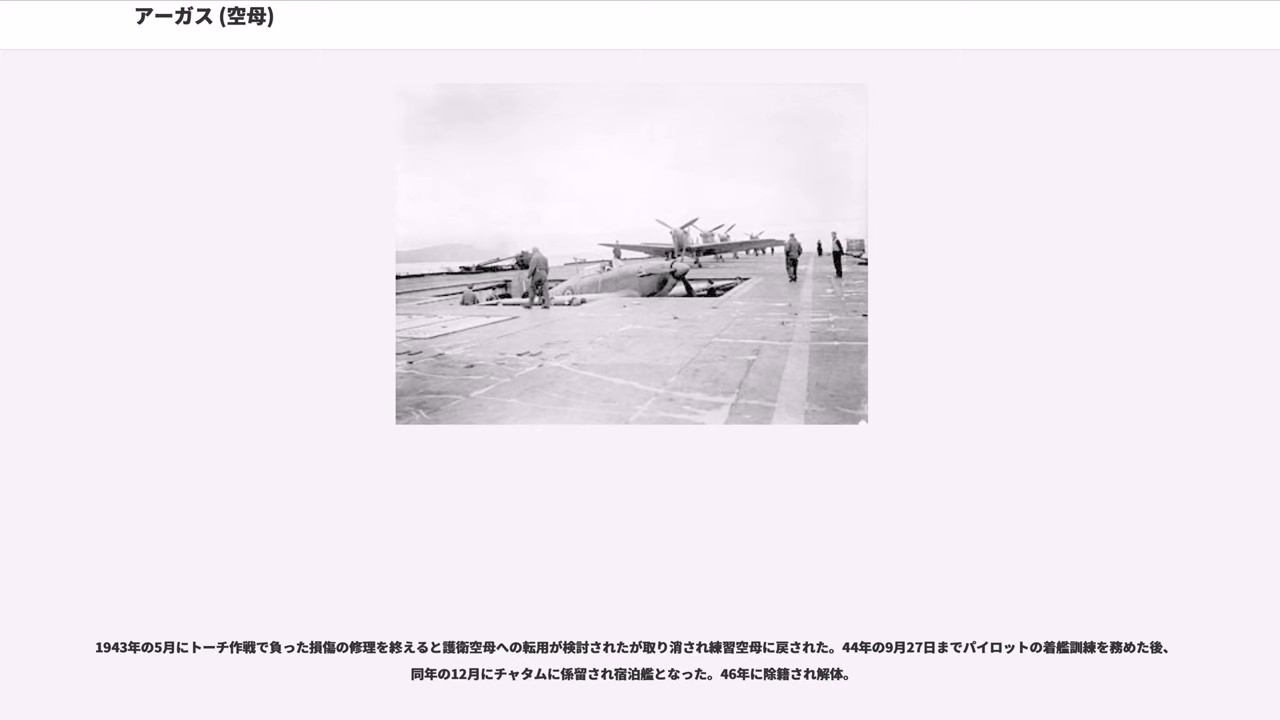 アーガス (空母)
1943年の5月にトーチ作戦で負った損傷の修理を終えると護衛空母への転用が検討されたが取り消され練習空母に戻された。44年の9月27日までパイロットの着艦訓練を務めた後、
同年の12月にチャタムに係留され宿泊艦となった。46年に除籍され解体。